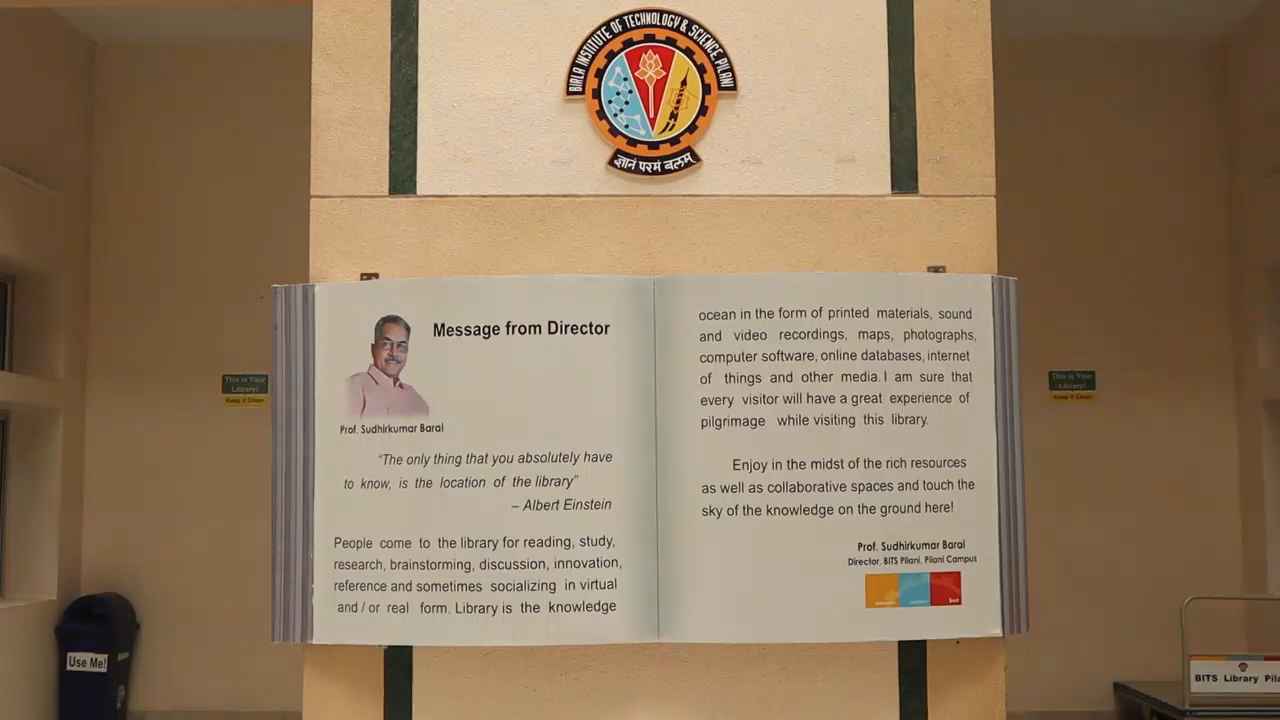 BIRLA INSTITUTE OF TECHNOLOGY & SCIENCE, PILANI
ज्ञानं परमं बलम्
Message from Director
Prof. Sudhirkumar Barai
“The only thing that you absolutely have
to know, is the location of the library”
– Albert Einstein
People come to the library for reading, study,
research, brainstorming, discussion, innovation,
reference and sometimes socializing in virtual
and / or real form. Library is the knowledge
ocean in the form of printed materials, sound
and video recordings, maps, photographs,
computer software, online databases, internet
of things and other media. I am sure that
every visitor will have a great experience of
pilgrimage while visiting this library.
Enjoy in the midst of the rich resources
as well as collaborative spaces and touch the
sky of the knowledge on the ground here!
Prof. Sudhirkumar Barai
Director, BITS Pilani, Pilani Campus
This is Your
Library!
Keep it Clean
This is Your
Library!
Keep it Clean
Use Me!
BITS Library Pila